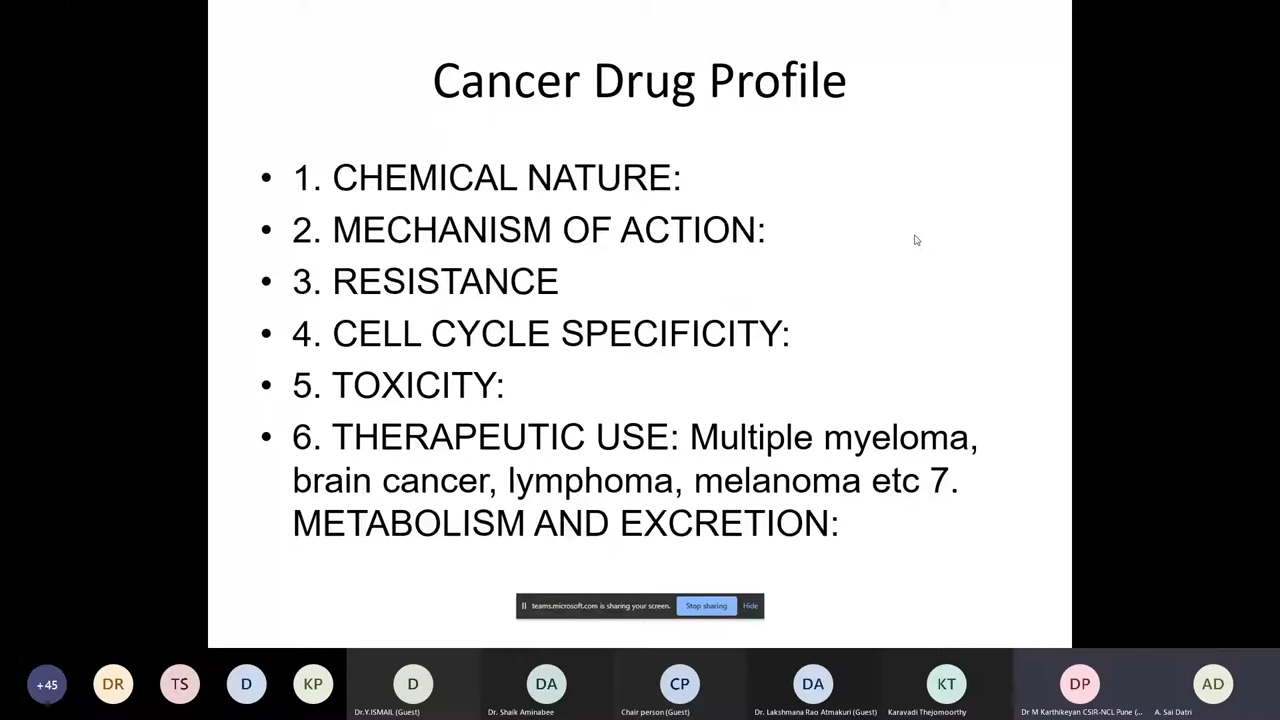 Cancer Drug Profile
• 1. CHEMICAL NATURE:
• 2. MECHANISM OF ACTION:
• 3. RESISTANCE
• 4. CELL CYCLE SPECIFICITY:
• 5. TOXICITY:
• 6. THERAPEUTIC USE: Multiple myeloma,
brain cancer, lymphoma, melanoma etc 7.
METABOLISM AND EXCRETION:
teams.microsoft.com is sharing your screen. Stop sharing Hide
+45 DR TS D KP D DA CP DA KT DP AD
Dr.Y.ISMAIL (Guest) Dr. Shaik Aminabee Chair person (Guest) Dr. Lakshmana Rao Atmakuri (Guest) Karavadi Thejomoorthy Dr M Karthikeyan CSIR-NCL Pune (... A. Sai Datri